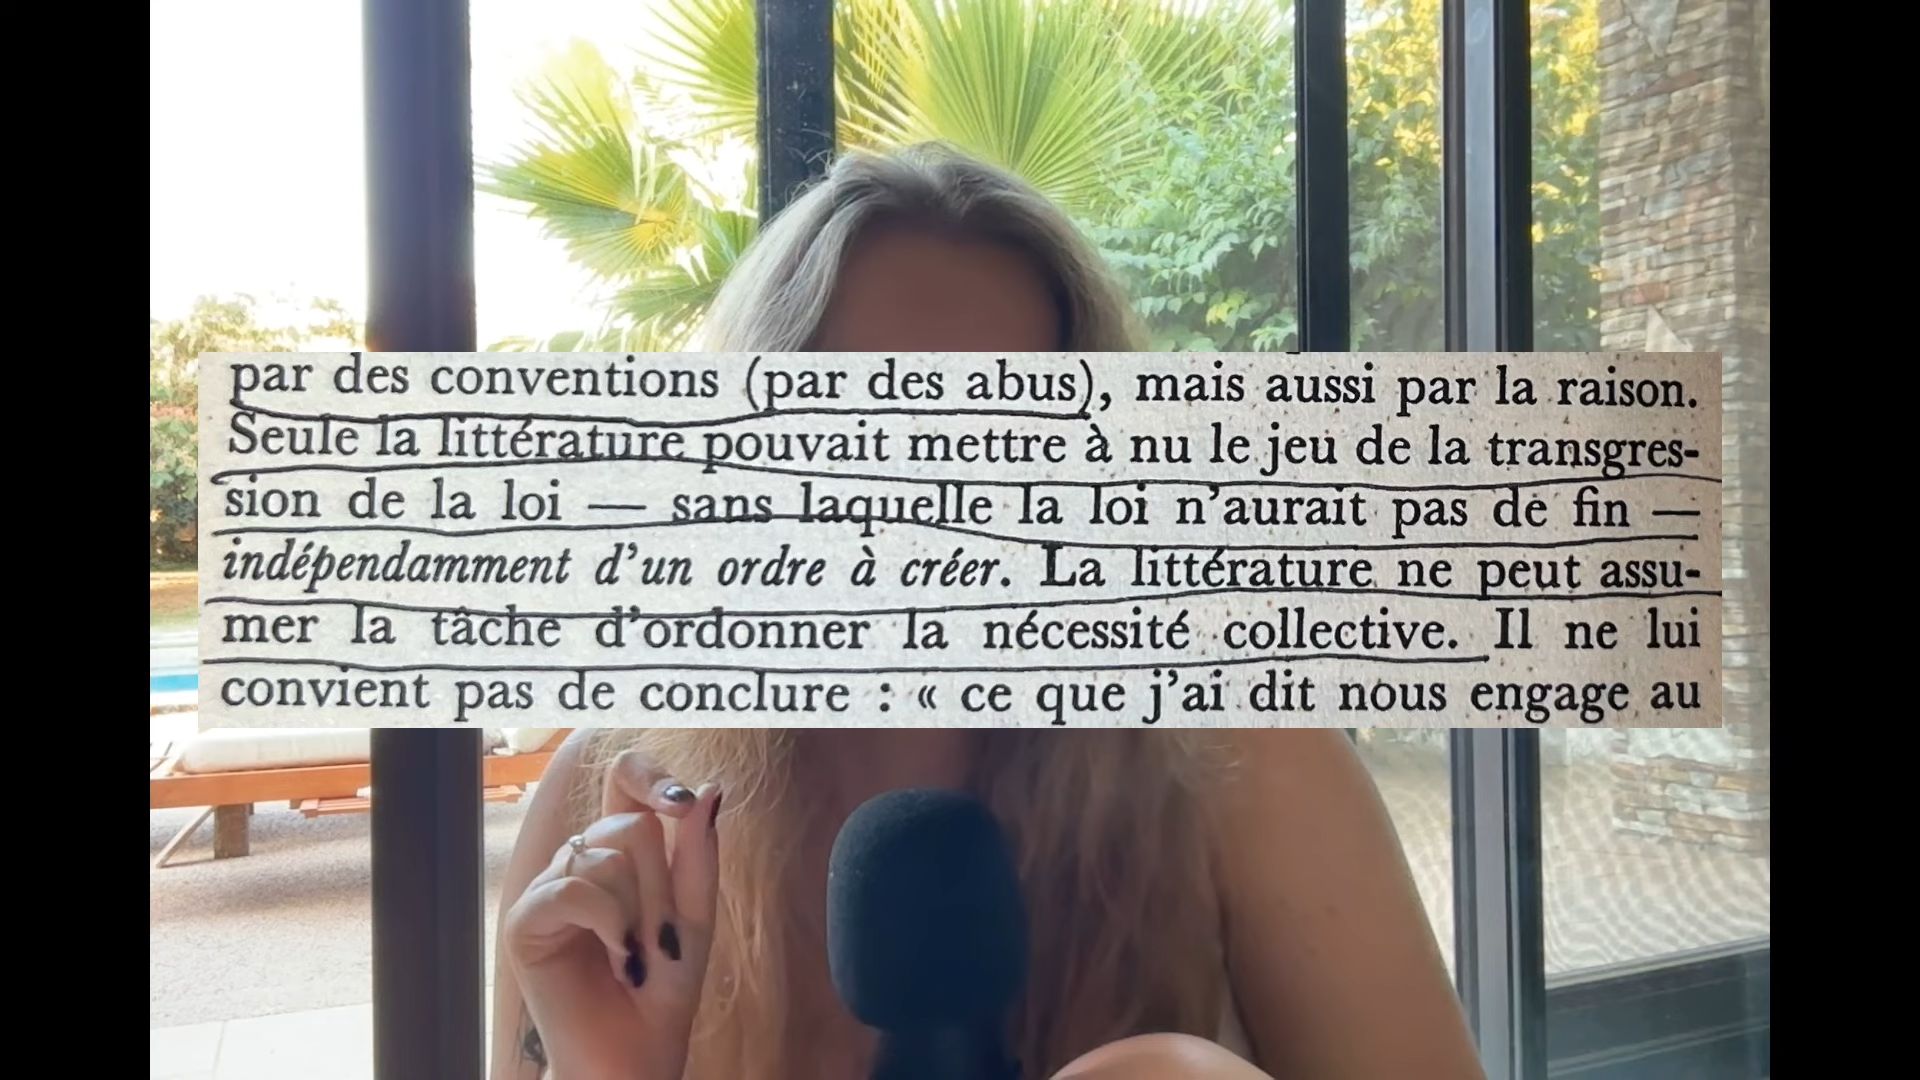 par des conventions (par des abus), mais aussi par la raison.
Seule la littérature pouvait mettre à nu le jeu de la transgres-
sion de la loi — sans laquelle la loi n'aurait pas de fin —
indépendamment d'un ordre à créer. La littérature ne peut assu-
mer la tâche d'ordonner la nécessité collective. Il ne lui
convient pas de conclure : « ce que j'ai dit nous engage au